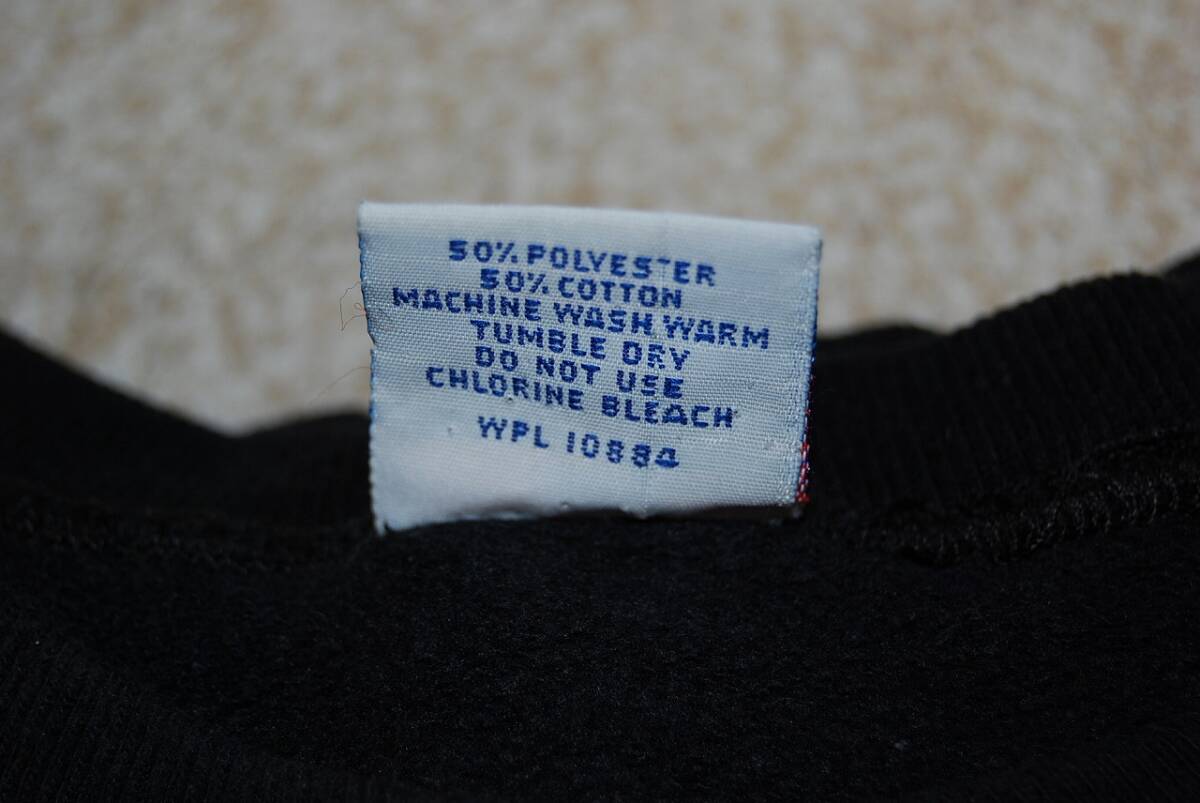 50% POLYESTER
50% COTTON
MACHINE WASH WARM
TUMBLE DRY
DO NOT USE
CHLORINE BLEACH
WPL 10884